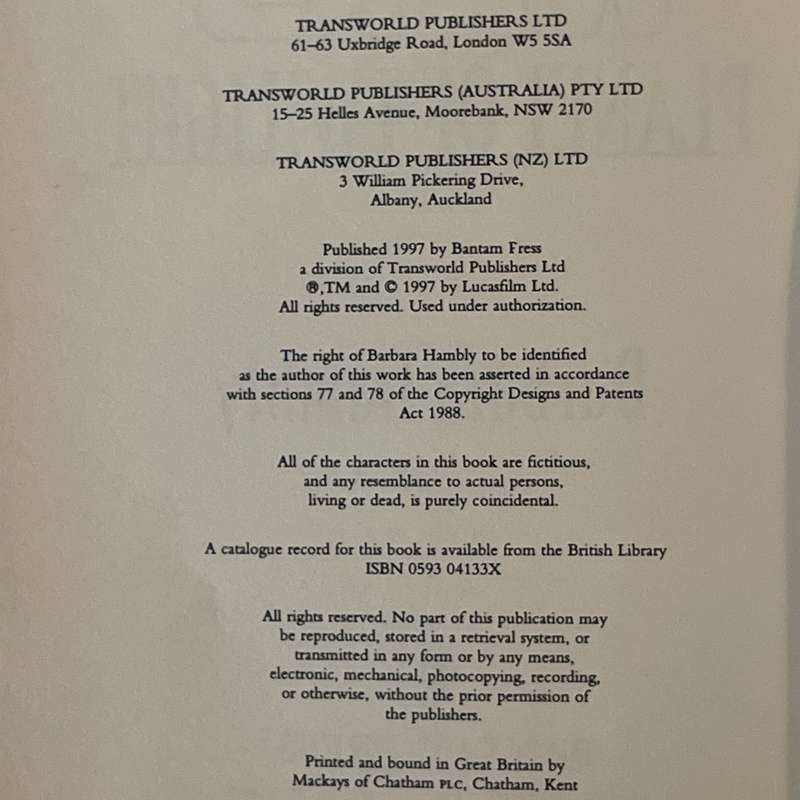 TRANSWORLD PUBLISHERS LTD
61–63 Uxbridge Road, London W5 5SA
TRANSWORLD PUBLISHERS (AUSTRALIA) PTY LTD
15–25 Helles Avenue, Moorebank, NSW 2170
TRANSWORLD PUBLISHERS (NZ) LTD
3 William Pickering Drive,
Albany, Auckland
Published 1997 by Bantam Fress
a division of Transworld Publishers Ltd
®,TM and © 1997 by Lucasfilm Ltd.
All rights reserved. Used under authorization.
The right of Barbara Hambly to be identified
as the author of this work has been asserted in accordance
with sections 77 and 78 of the Copyright Designs and Patents
Act 1988.
All of the characters in this book are fictitious,
and any resemblance to actual persons,
living or dead, is purely coincidental.
A catalogue record for this book is available from the British Library
ISBN 0593 04133X
All rights reserved. No part of this publication may
be reproduced, stored in a retrieval system, or
transmitted in any form or by any means,
electronic, mechanical, photocopying, recording,
or otherwise, without the prior permission of
the publishers.
Printed and bound in Great Britain by
Mackays of Chatham PLC, Chatham, Kent